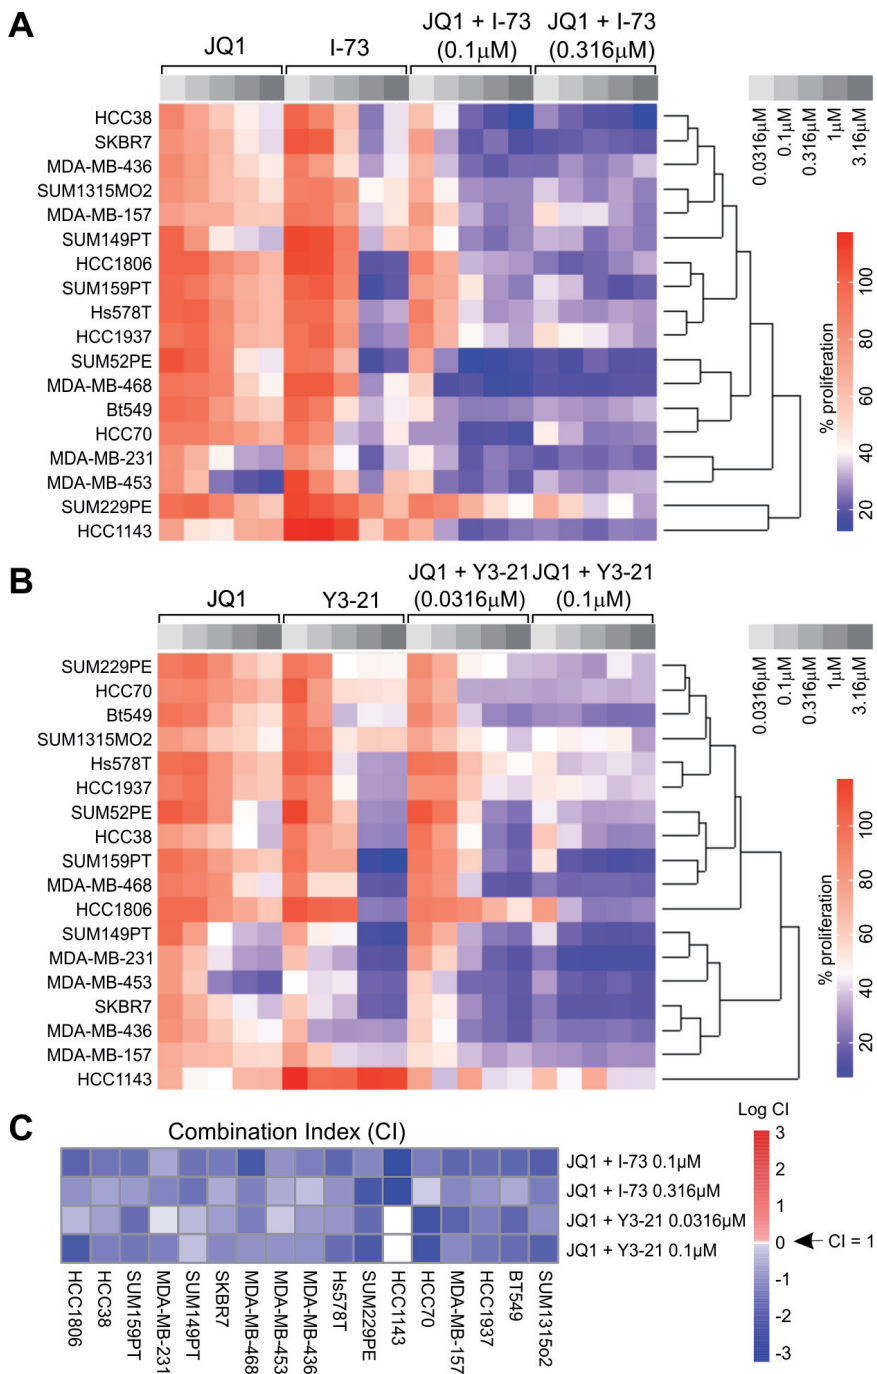 A
JQ1
I-73
JQ1 + I-73
(0.1µM)
JQ1 + I-73
(0.316µM)
HCC38
SKBR7
MDA-MB-436
SUM1315MO2
MDA-MB-157
SUM149PT
HCC1806
SUM159PT
Hs578T
HCC1937
SUM52PE
MDA-MB-468
Bt549
HCC70
MDA-MB-231
MDA-MB-453
SUM229PE
HCC1143
0.0316µM
0.1µM
0.316µM
1µM
3.16µM
% proliferation
100
80
60
40
20
B
JQ1
Y3-21
JQ1 + Y3-21
(0.0316µM)
JQ1 + Y3-21
(0.1µM)
SUM229PE
HCC70
Bt549
SUM1315MO2
Hs578T
HCC1937
SUM52PE
HCC38
SUM159PT
MDA-MB-468
HCC1806
SUM149PT
MDA-MB-231
MDA-MB-453
SKBR7
MDA-MB-436
MDA-MB-157
HCC1143
0.0316µM
0.1µM
0.316µM
1µM
3.16µM
% proliferation
100
80
60
40
20
C
Combination Index (CI)
JQ1 + I-73 0.1µM
JQ1 + I-73 0.316µM
JQ1 + Y3-21 0.0316µM
JQ1 + Y3-21 0.1µM
HCC1806
HCC38
SUM159PT
MDA-MB-231
SUM149PT
SKBR7
MDA-MB-468
MDA-MB-453
MDA-MB-436
Hs578T
SUM229PE
HCC1143
HCC70
MDA-MB-157
HCC1937
BT549
SUM1315o2
Log CI
3
2
1
0
-1
-2
-3
CI = 1